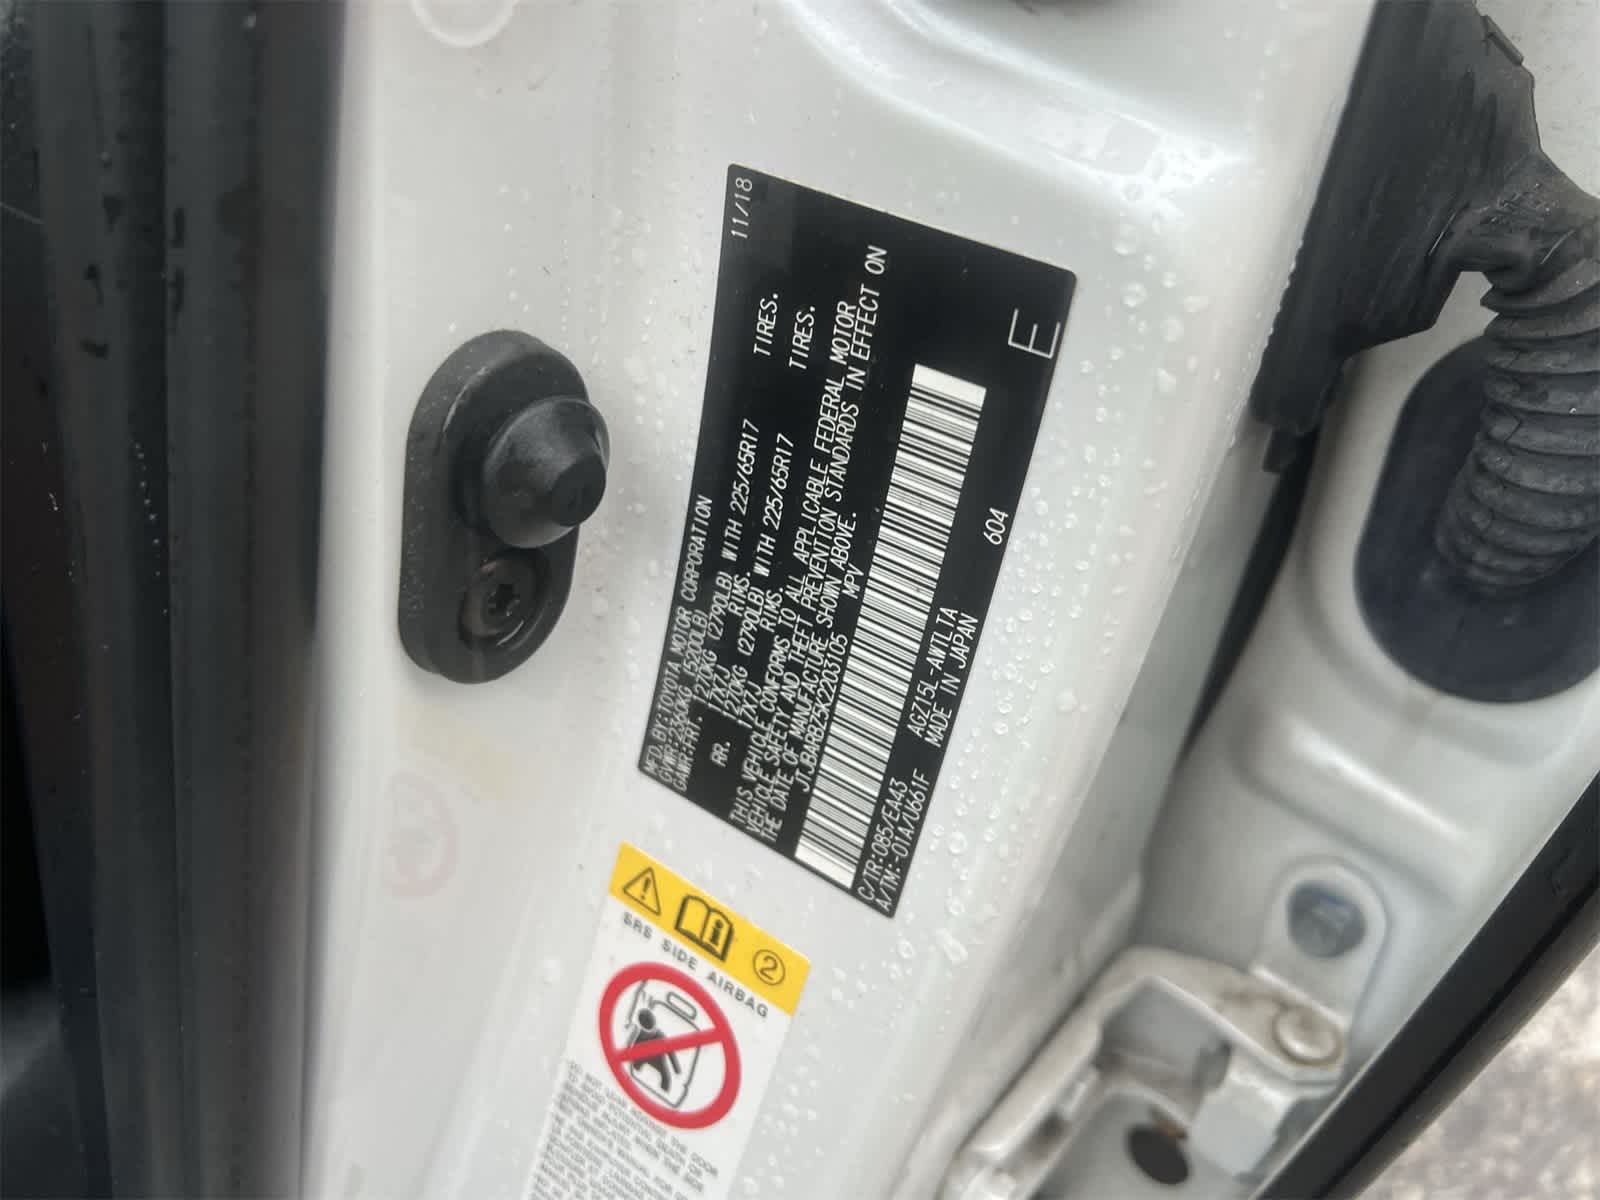 MFD. BY:TOYOTA MOTOR CORPORATION 11/18
GVWR:2360KG (5200LB)
GAWR:FRT. 1220KG (2790LB) WITH 225/65R17 TIRES.
17X7J RIMS.
RR. 1220KG (2790LB) WITH 225/65R17 TIRES.
17X7J RIMS.
THIS VEHICLE CONFORMS TO ALL APPLICABLE FEDERAL MOTOR
VEHICLE SAFETY AND THEFT PREVENTION STANDARDS IN EFFECT ON
THE DATE OF MANUFACTURE SHOWN ABOVE.
JTJBARBZ5K2203105 MPV
C/TR:085/EA43 AGZ15L-AWTLTA 604
A/TM:-01A/U661F MADE IN JAPAN
E
2
SRS SIDE AIRBAG